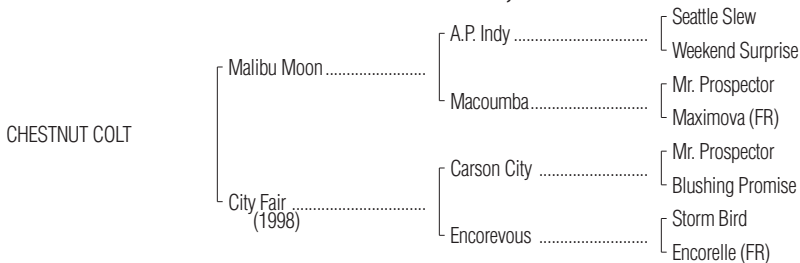 Seattle Slew
A.P. Indy ................................
Weekend Surprise
Malibu Moon ........................
Mr. Prospector
Macoumba............................
Maximova (FR)
CHESTNUT COLT
Mr. Prospector
Carson City ..........................
Blushing Promise
City Fair ................................
(1998)
Storm Bird
Encorevous ..........................
Encorelle (FR)